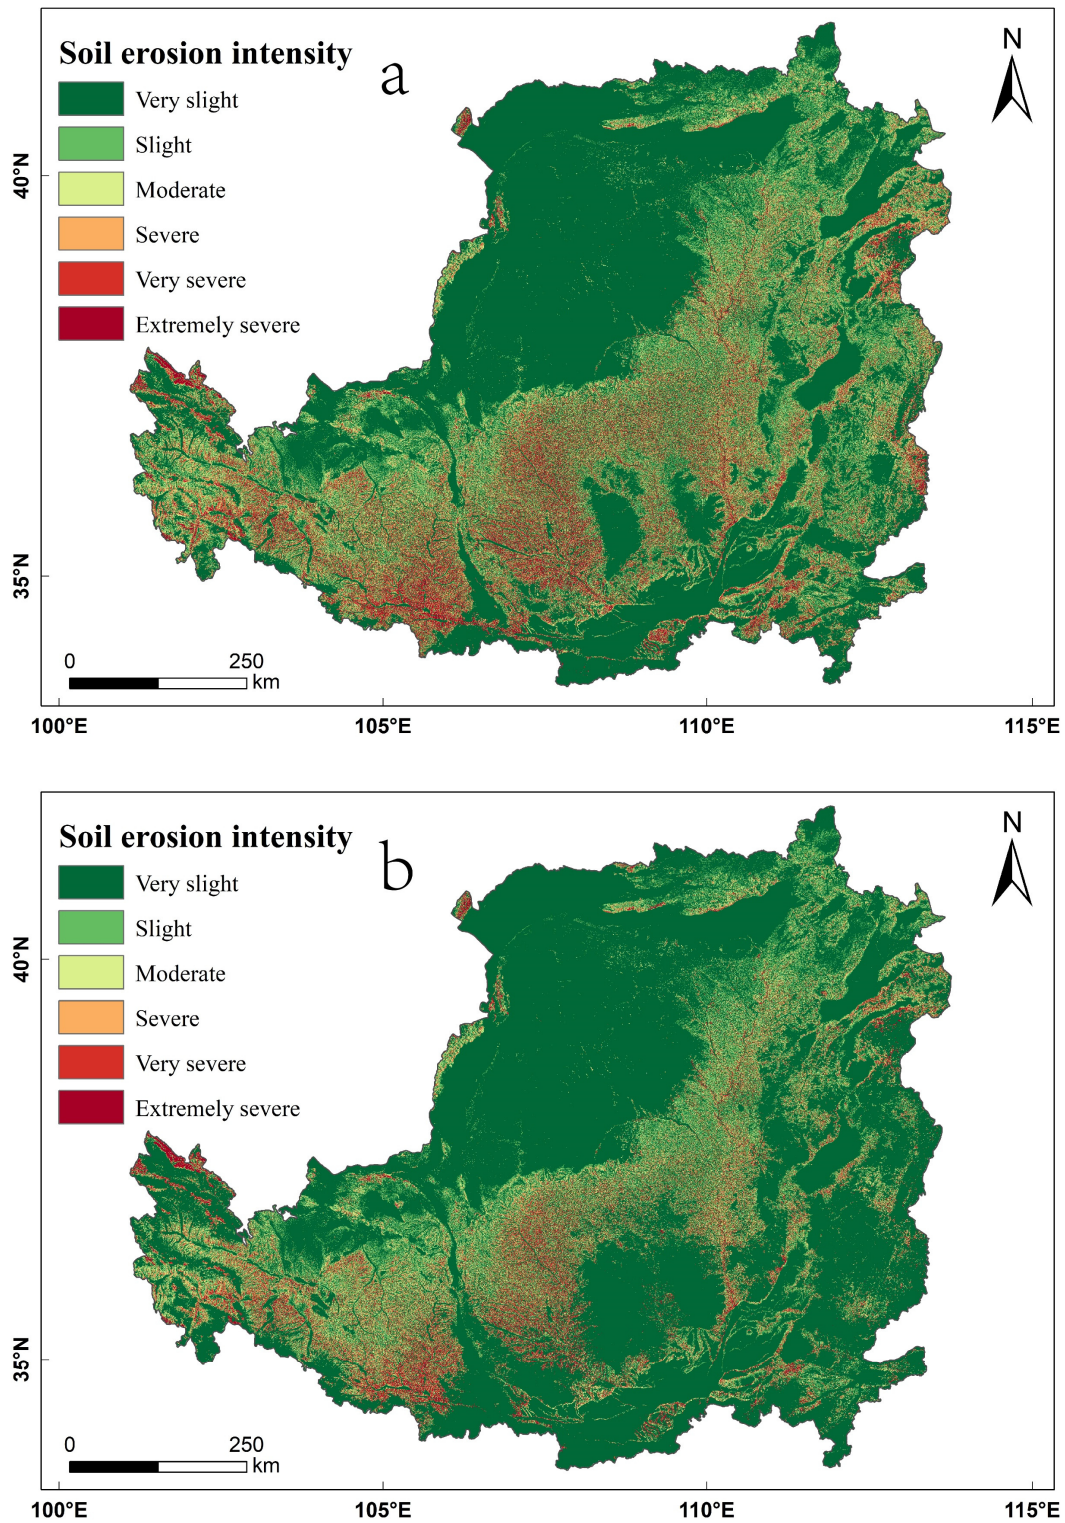 Soil erosion intensity
a
N
Very slight
Slight
Moderate
Severe
Very severe
Extremely severe
40°N
35°N
0 250
km
100°E 105°E 110°E 115°E
Soil erosion intensity
b
N
Very slight
Slight
Moderate
Severe
Very severe
Extremely severe
40°N
35°N
0 250
km
100°E 105°E 110°E 115°E